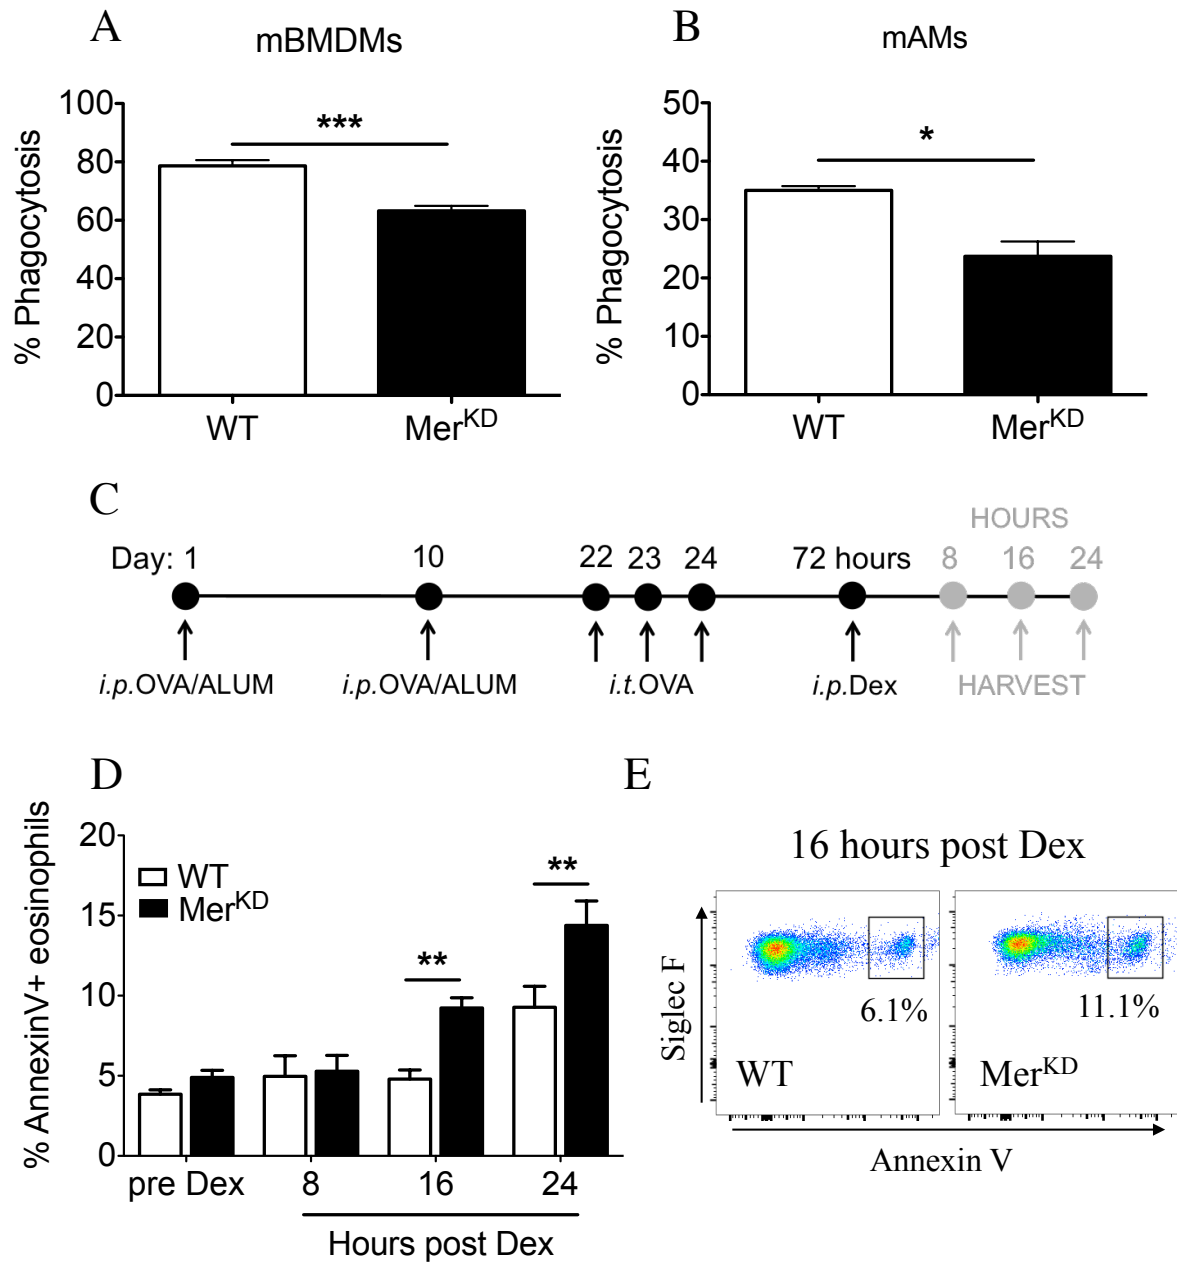 A
mBMDMs
% Phagocytosis
100
80
60
40
20
0
***
WT
Mer^KD
B
mAMs
% Phagocytosis
50
40
30
20
10
0
*
WT
Mer^KD
C
HOURS
Day: 1 10 22 23 24 72 hours 8 16 24
i.p.OVA/ALUM i.p.OVA/ALUM i.t.OVA i.p.Dex HARVEST
D
% AnnexinV+ eosinophils
20
15
10
5
0
WT
Mer^KD
**
**
pre Dex 8 16 24
Hours post Dex
E
16 hours post Dex
Siglec F
6.1%
WT
11.1%
Mer^KD
Annexin V